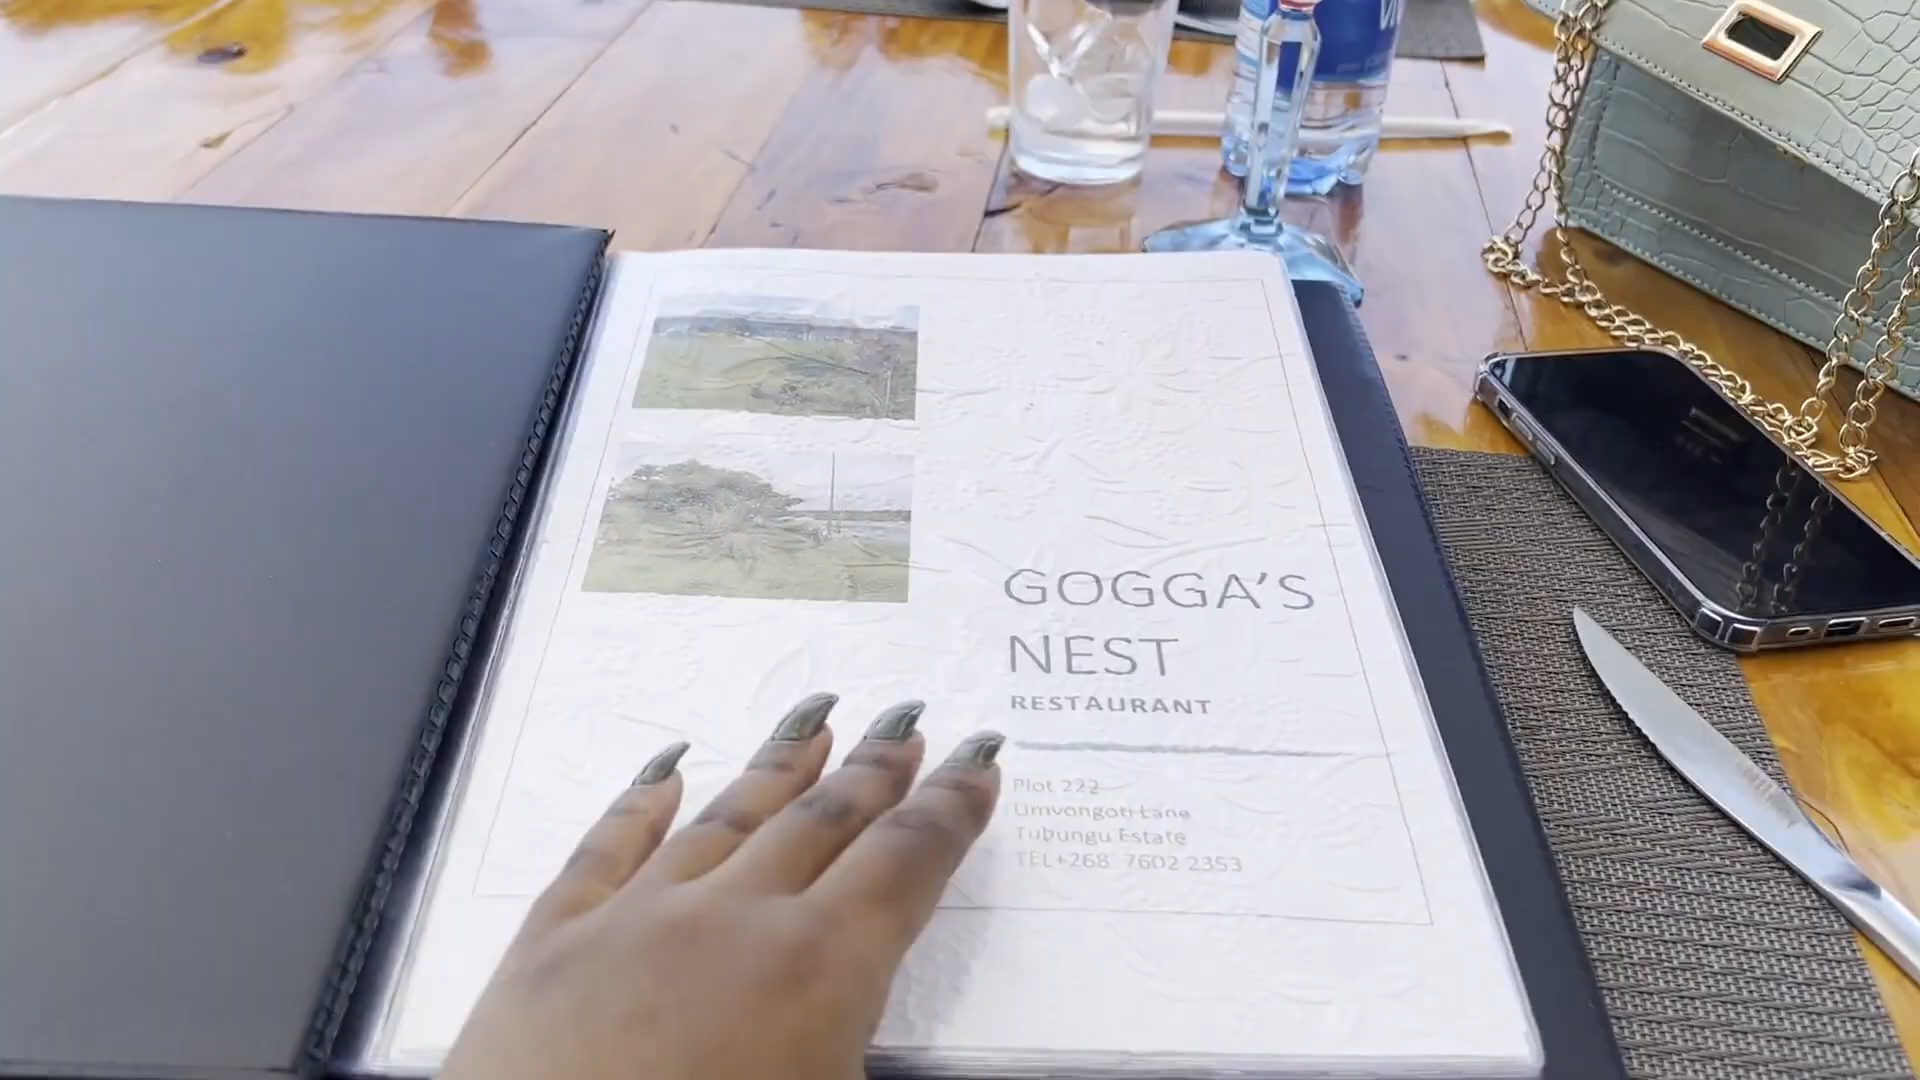 GOGGA'S
NEST
RESTAURANT
Plot 222
Umvongoti Lane
Tubungu Estate
TEL+268 7602 2353